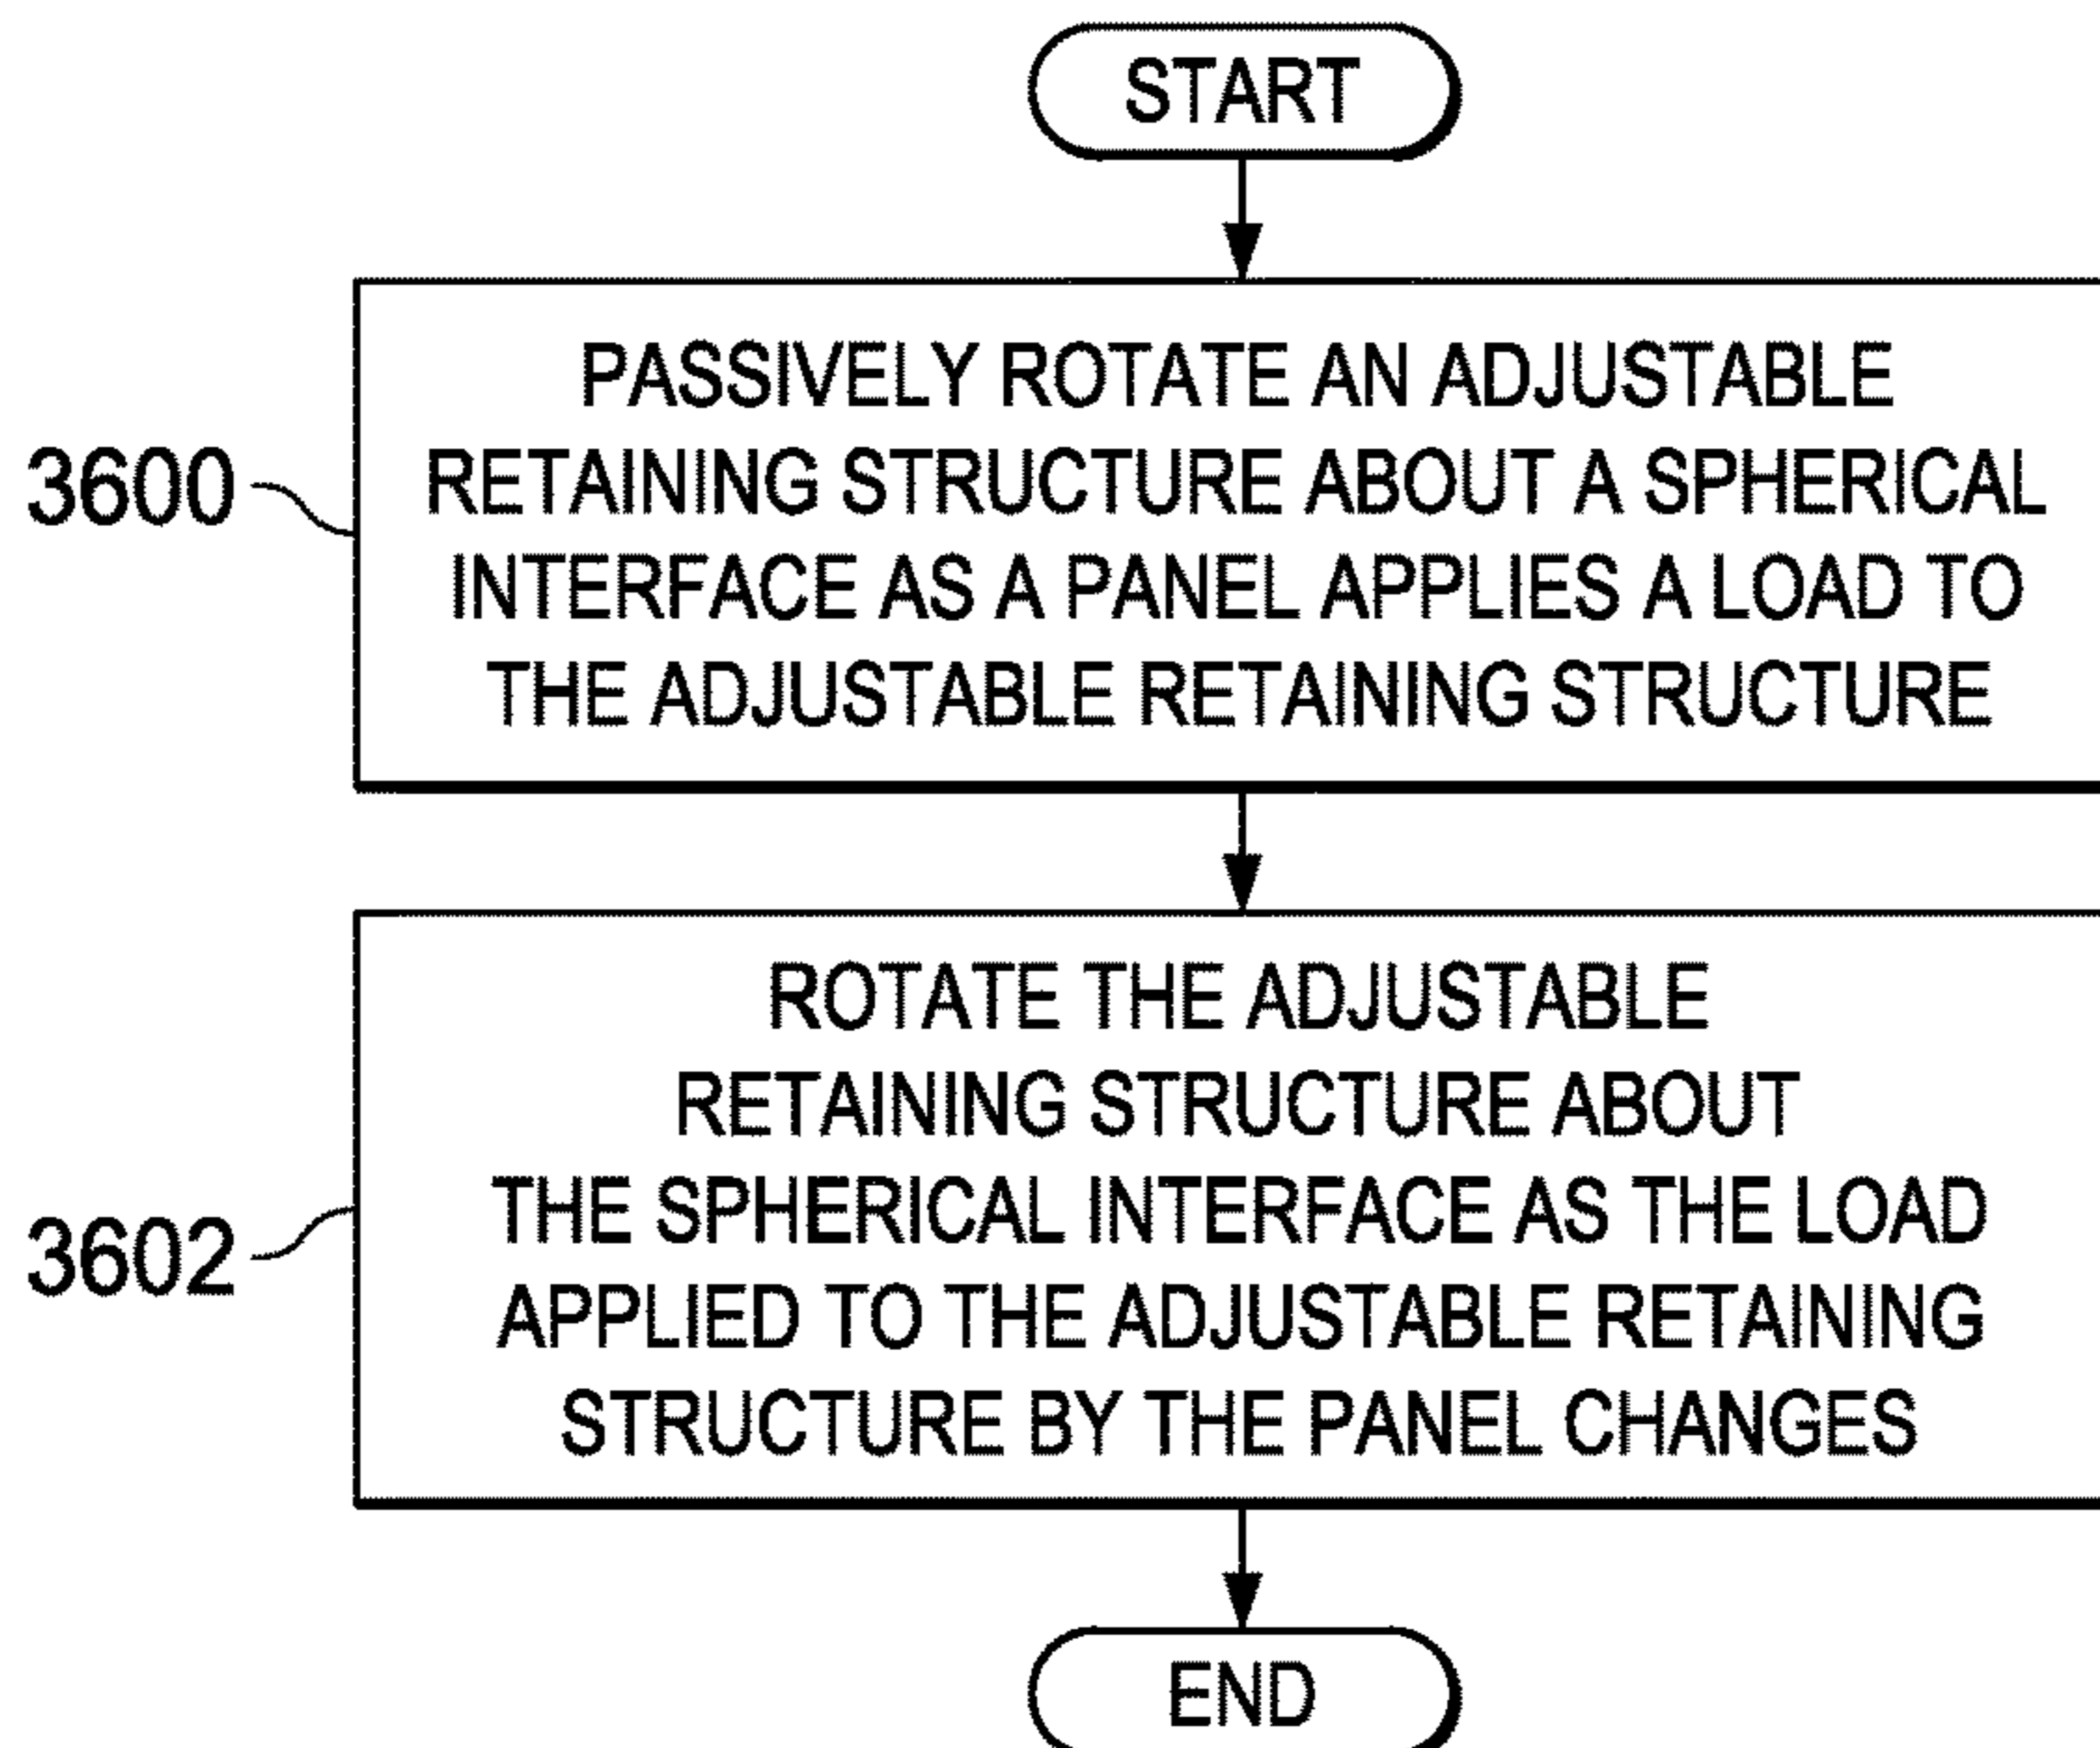 START
3600
PASSIVELY ROTATE AN ADJUSTABLE
RETAINING STRUCTURE ABOUT A SPHERICAL
INTERFACE AS A PANEL APPLIES A LOAD TO
THE ADJUSTABLE RETAINING STRUCTURE
3602
ROTATE THE ADJUSTABLE
RETAINING STRUCTURE ABOUT
THE SPHERICAL INTERFACE AS THE LOAD
APPLIED TO THE ADJUSTABLE RETAINING
STRUCTURE BY THE PANEL CHANGES
END